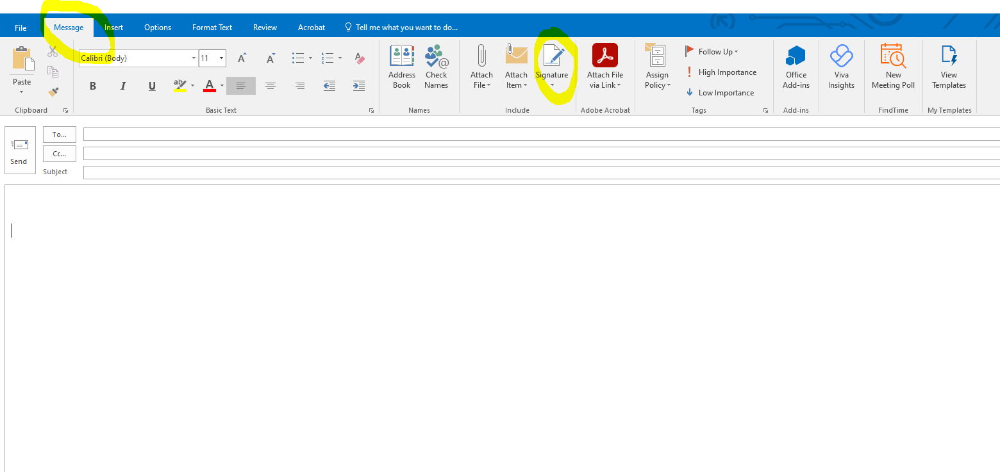 File Message Insert Options Format Text Review Acrobat Tell me what you want to do...
Paste
Clipboard
Calibri (Body) 11 A A
B I U ab A
Basic Text
Address Book
Check Names
Names
Attach File
Attach Item
Signature
Include
Attach File via Link
Adobe Acrobat
Assign Policy
Follow Up
High Importance
Low Importance
Tags
Office Add-ins
Add-ins
Viva Insights
New Meeting Poll
FindTime
View Templates
My Templates
Send
To...
Cc...
Subject